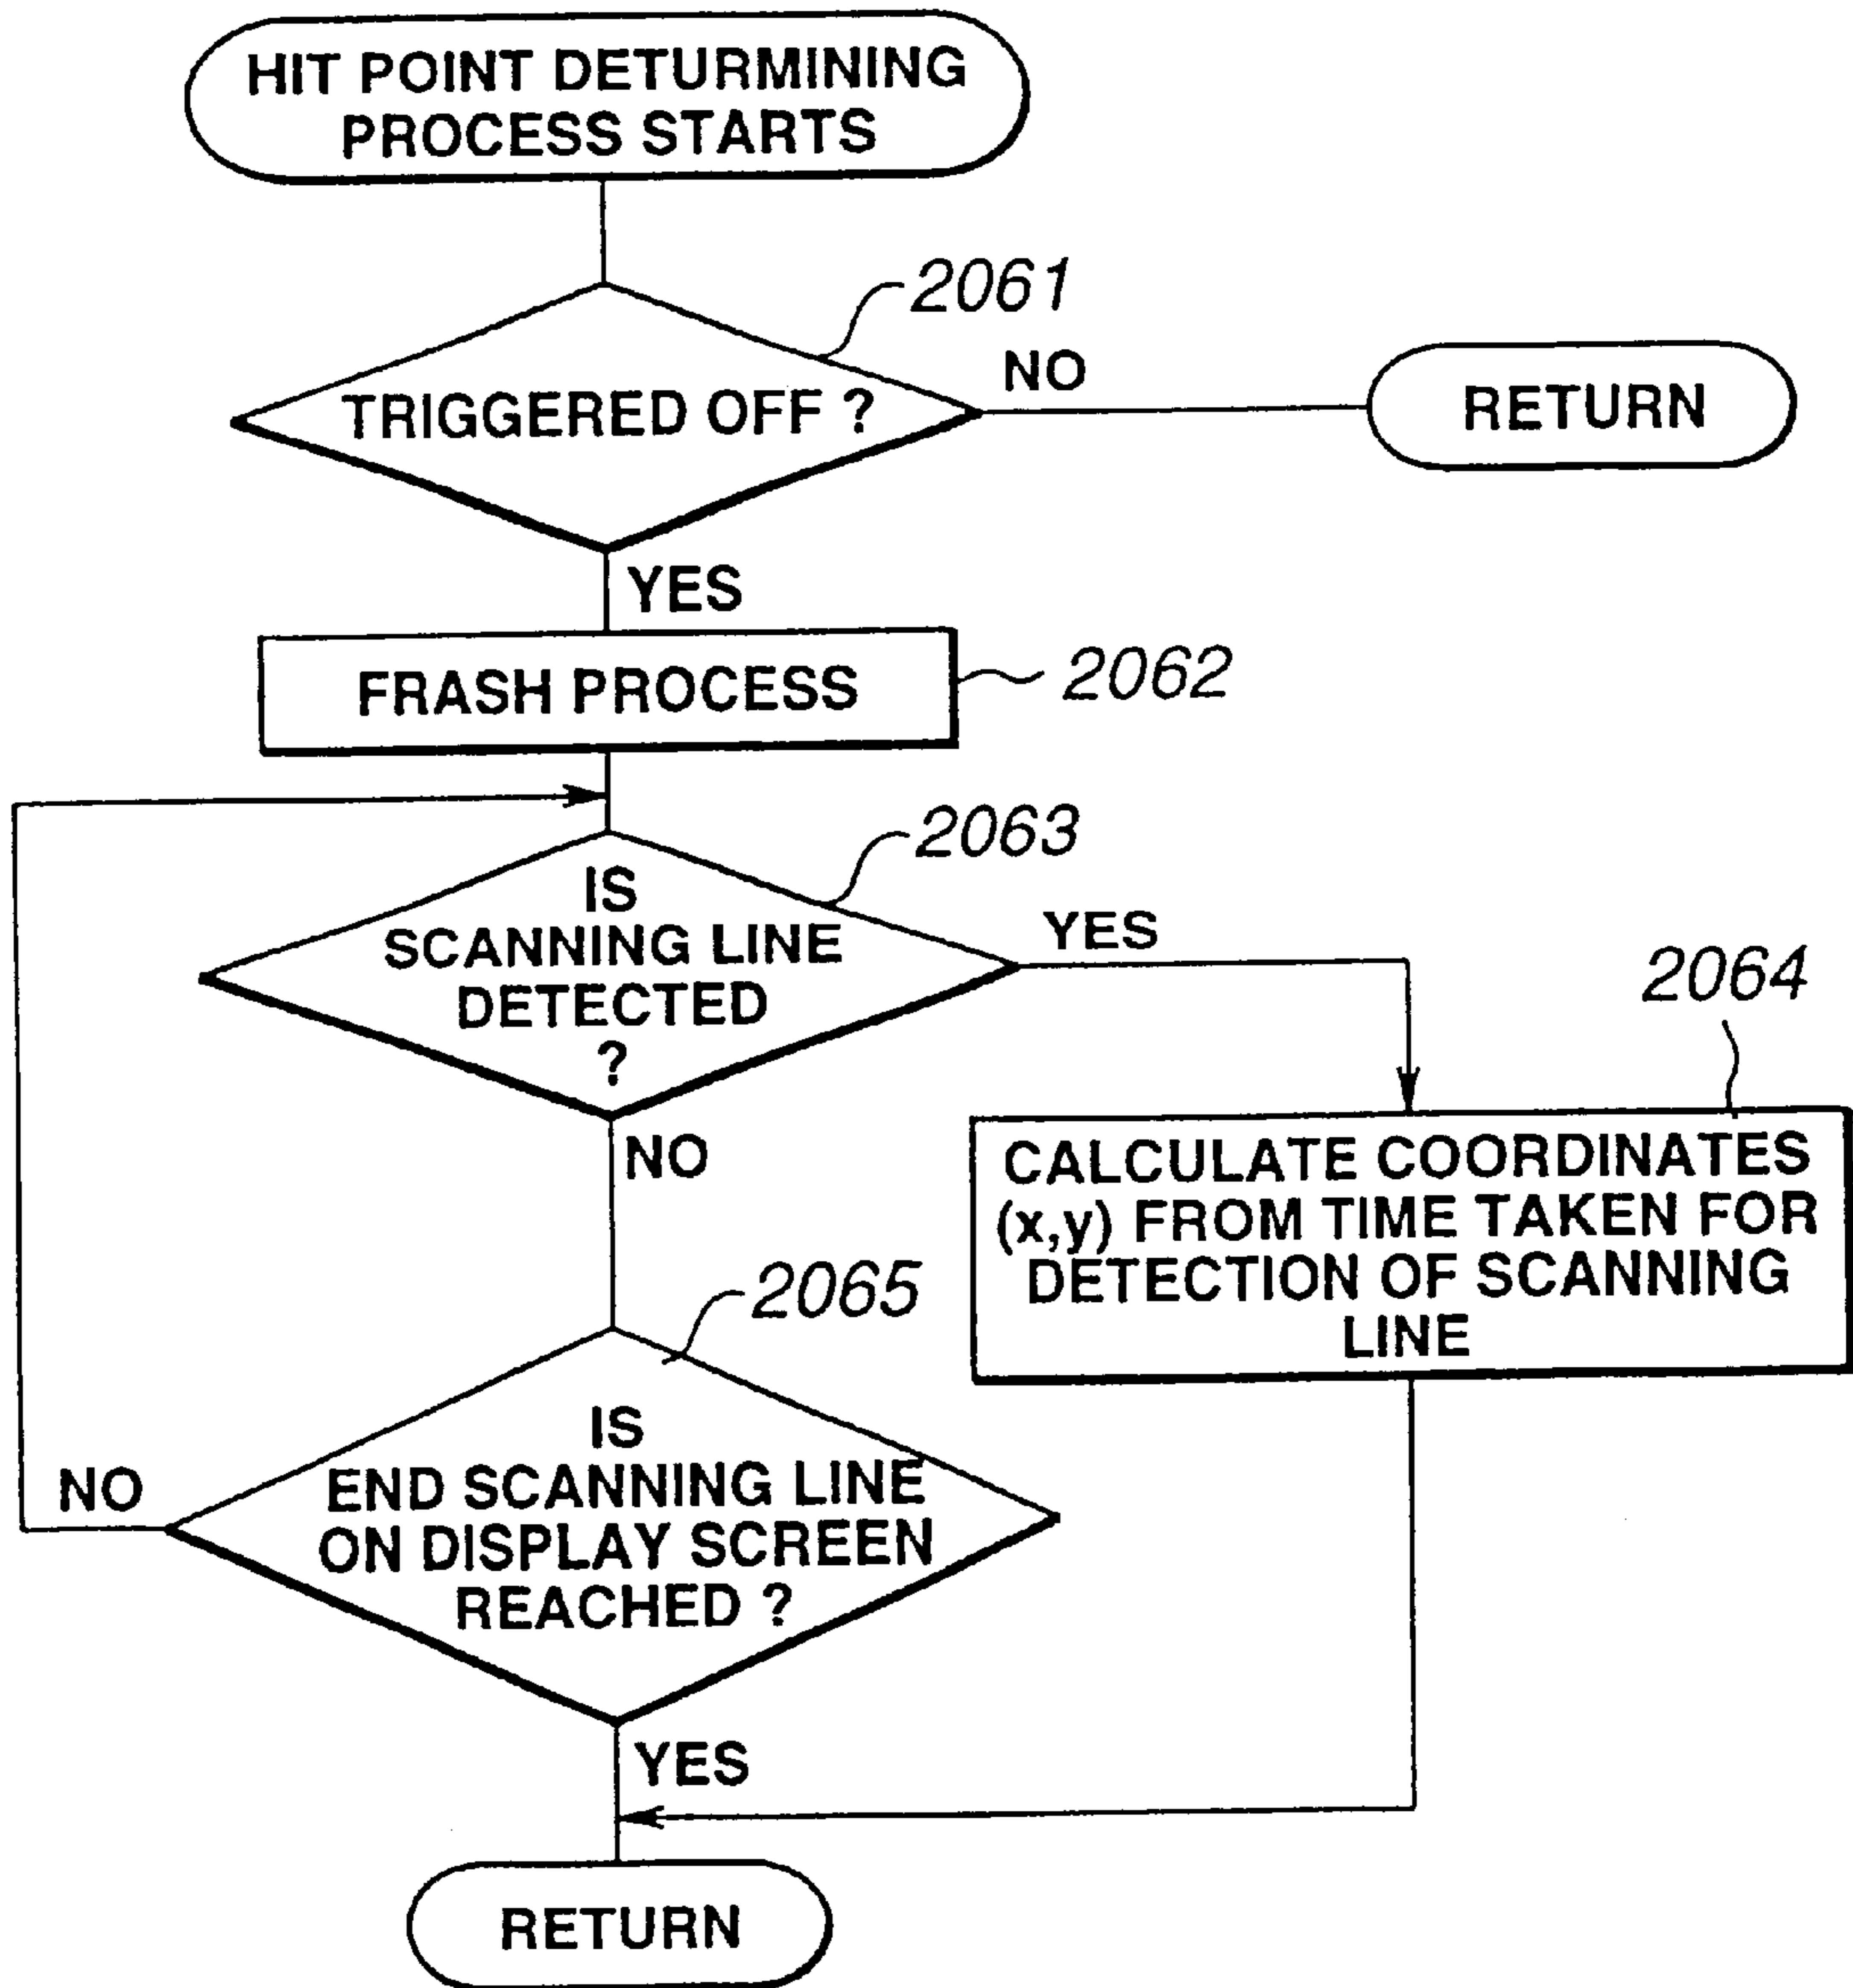 HIT POINT DETURMINING
PROCESS STARTS
2061
TRIGGERED OFF ?
NO
RETURN
YES
FRASH PROCESS
2062
2063
IS
SCANNING LINE
DETECTED
?
YES
NO
2064
CALCULATE COORDINATES
(x,y) FROM TIME TAKEN FOR
DETECTION OF SCANNING
LINE
2065
IS
END SCANNING LINE
ON DISPLAY SCREEN
REACHED ?
NO
YES
RETURN